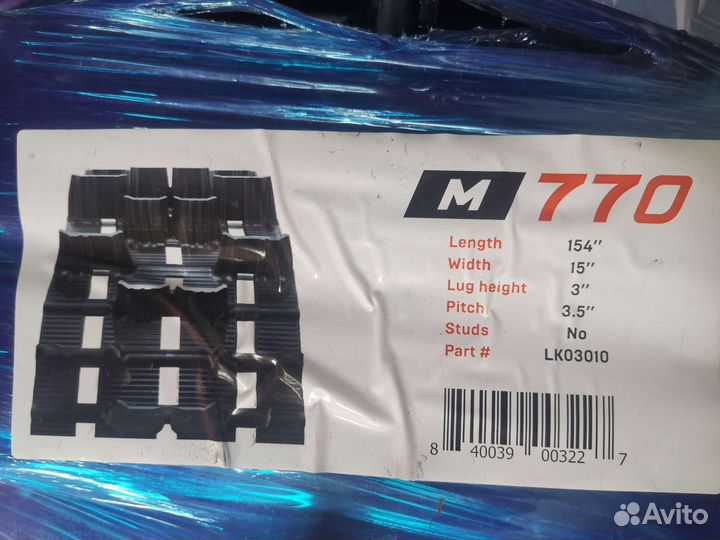 M 770
Length 154″
Width 15″
Lug height 3″
Pitch 3.5″
Studs No
Part # LK03010
8 40039 00322 7
Avito